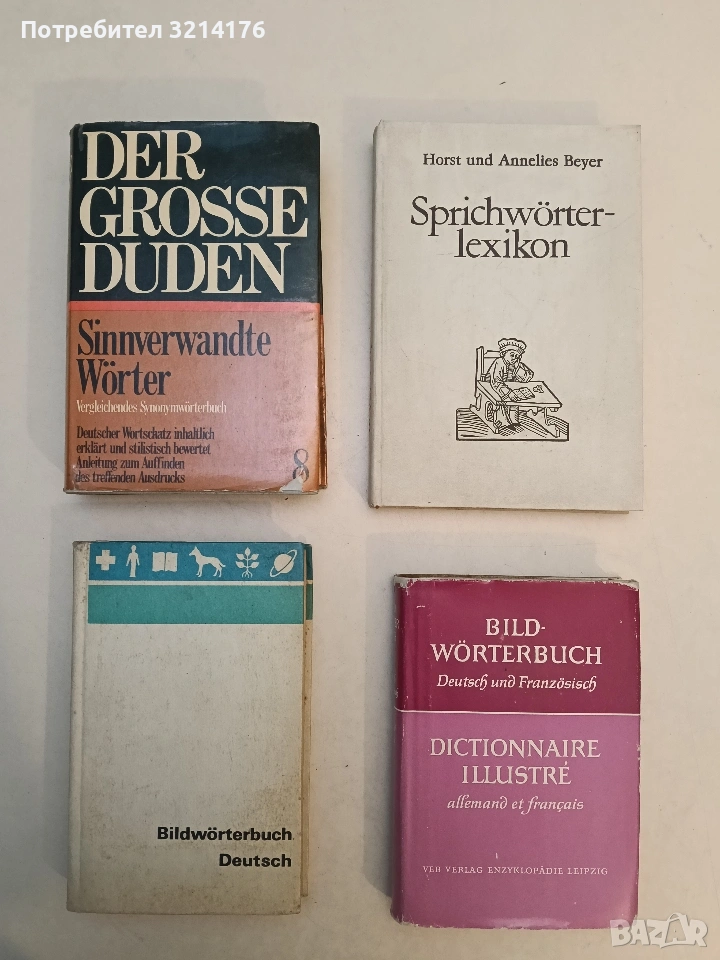 Потребител 3214176
DER
GROSSE
DUDEN
Sinnverwandte
Wörter
Vergleichendes Synonymwörterbuch
Deutscher Wortschatz inhaltlich
erklärt und stilistisch bewertet
Anleitung zum Auffinden
des treffenden Ausdrucks
8
Horst und Annelies Beyer
Sprichwörter-
lexikon
Bildwörterbuch
Deutsch
BILD-
WÖRTERBUCH
Deutsch und Französisch
DICTIONNAIRE
ILLUSTRÉ
allemand et français
VEB VERLAG ENZYKLOPÄDIE LEIPZIG
BAZAR